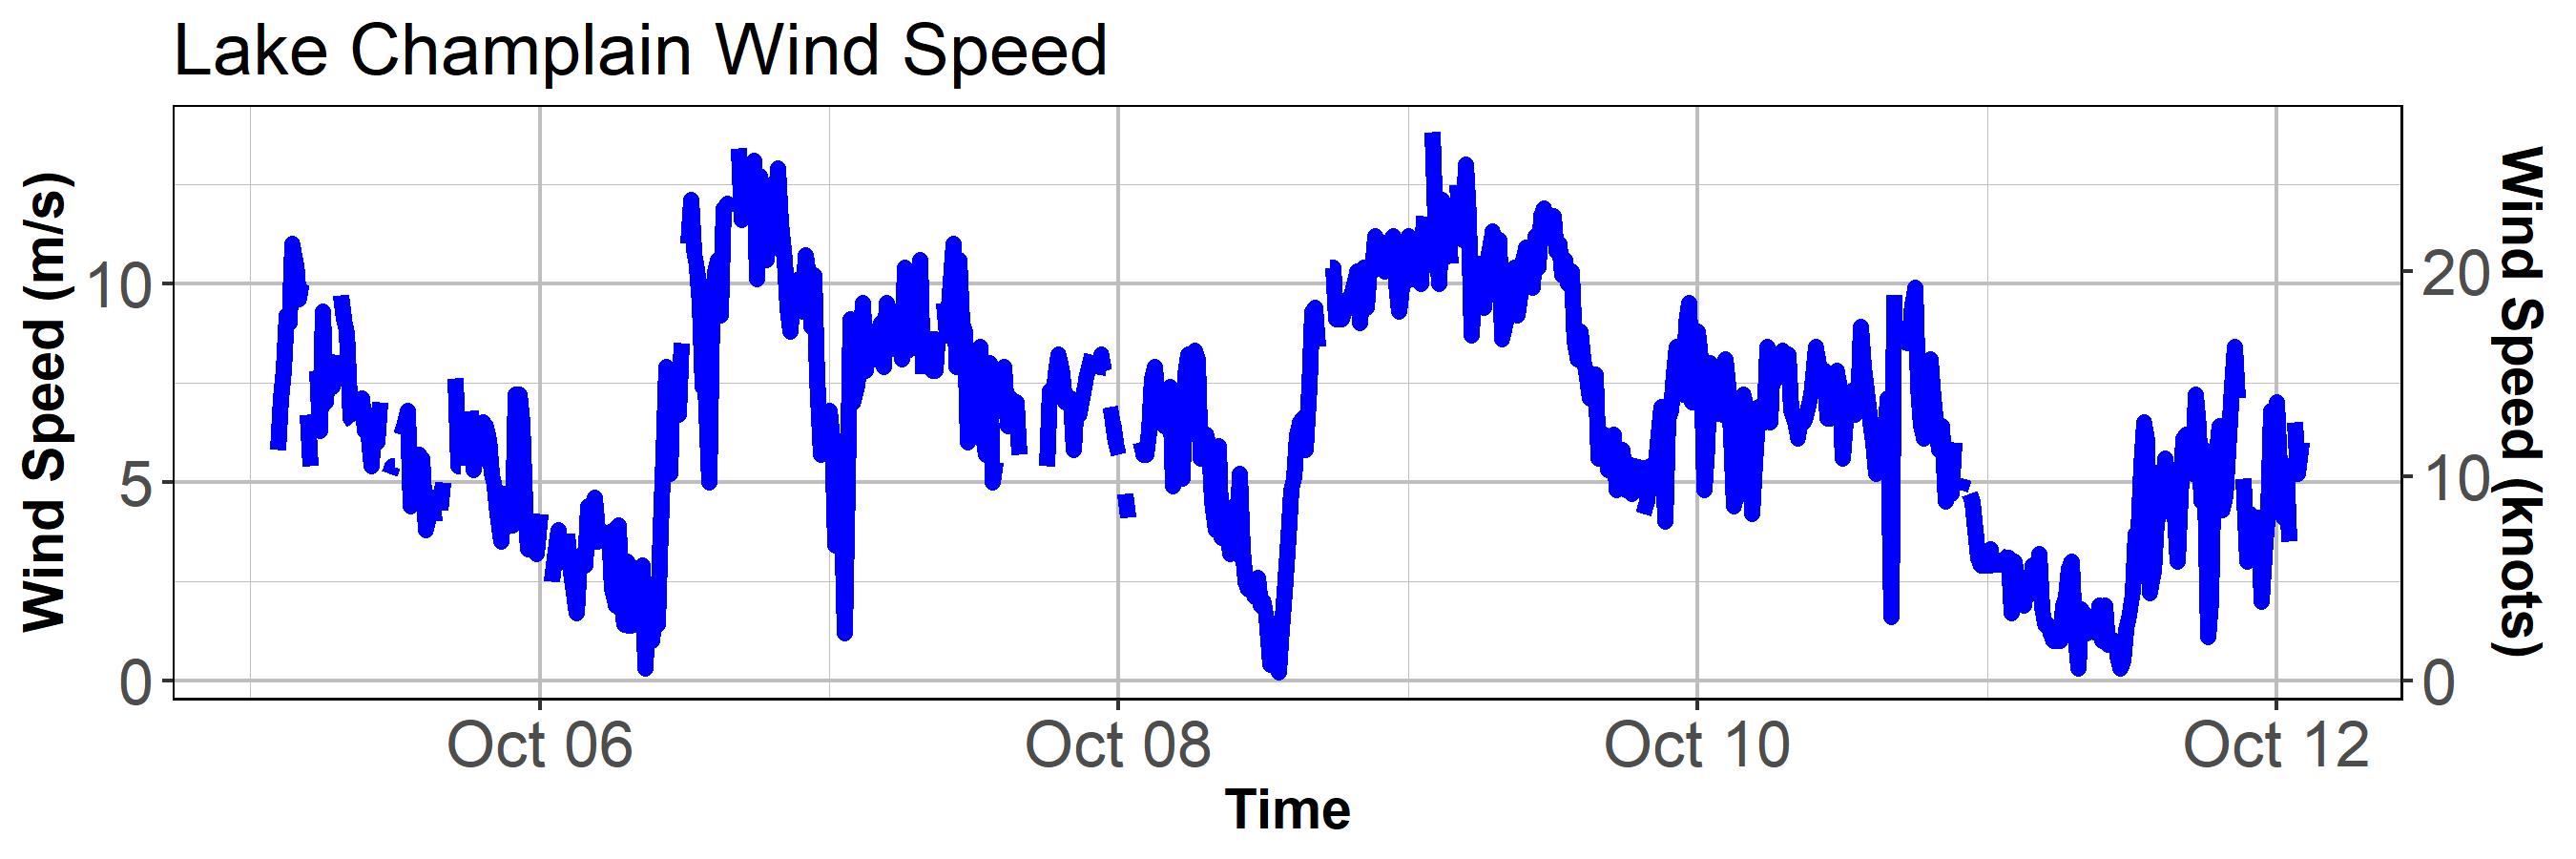 Lake Champlain Wind Speed
Wind Speed (m/s)
10
5
0
20
10
0
Wind Speed (knots)
Oct 06
Oct 08
Oct 10
Oct 12
Time